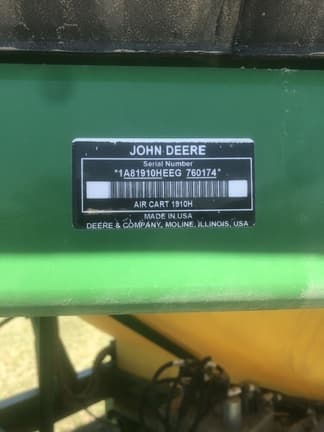 JOHN DEERE
Serial Number
*1A81910HEEG 760174*
AIR CART 1910H
MADE IN USA
DEERE & COMPANY, MOLINE, ILLINOIS, USA